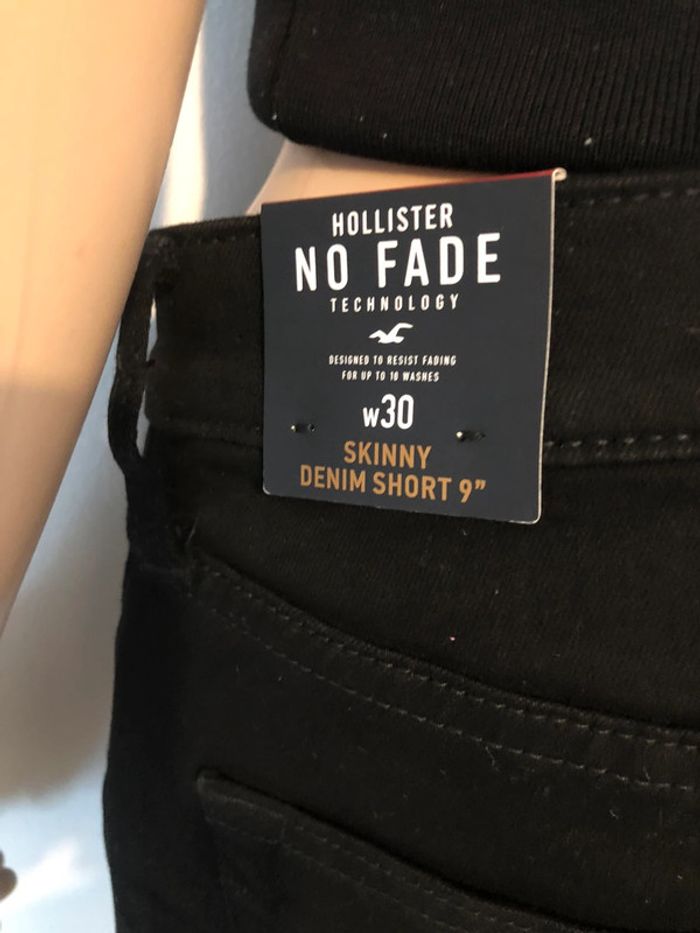 HOLLISTER
NO FADE
TECHNOLOGY
DESIGNED TO RESIST FADING
FOR UP TO 10 WASHES
W30
SKINNY
DENIM SHORT 9”